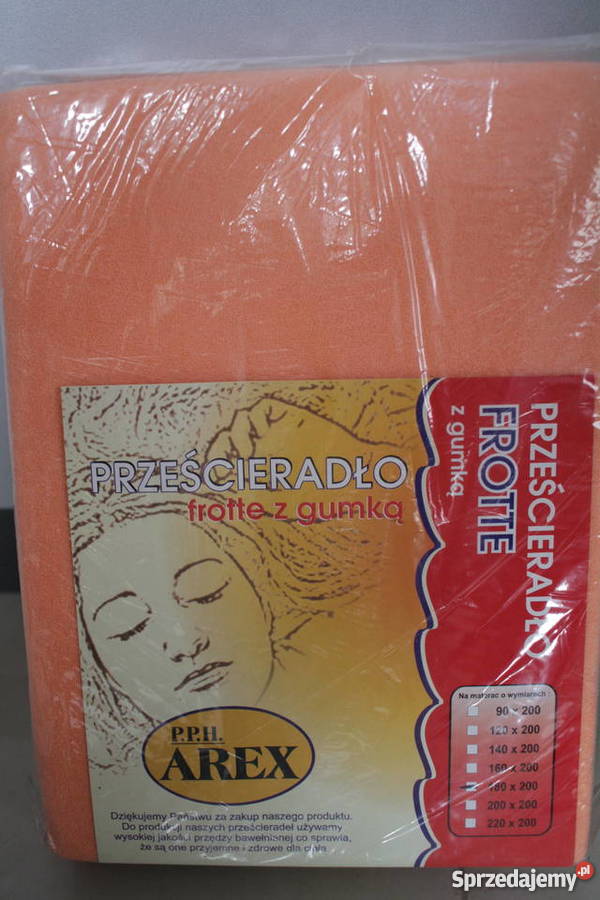 PRZEŚCIERADŁO
frotte z gumką
PRZEŚCIERADŁO
FROTTE
z gumką
Na materac o wymiarach :
90 x 200
120 x 200
140 x 200
160 x 200
180 x 200
200 x 200
220 x 200
P.P.H.
AREX
Dziękujemy Państwu za zakup naszego produktu.
Do produkcji naszych prześcieradeł używamy
wysokiej jakości przędzy bawełnianej co sprawia,
że są one przyjemne i zdrowe dla ciała
Sprzedajemy.pl